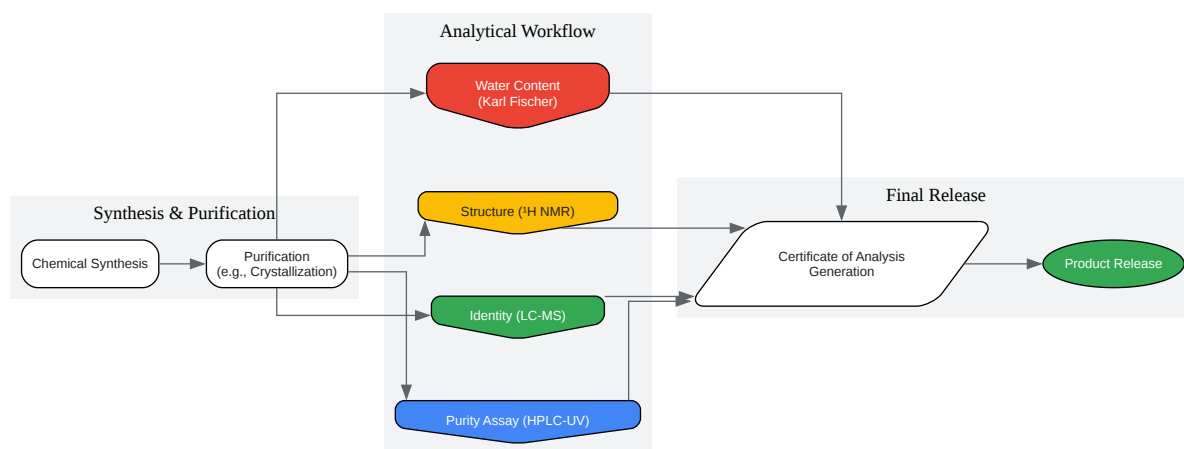 Analytical Workflow
Water Content
(Karl Fischer)
Structure (¹H NMR)
Identity (LC-MS)
Purity Assay (HPLC-UV)
Synthesis & Purification
Chemical Synthesis
Purification
(e.g., Crystallization)
Final Release
Certificate of Analysis
Generation
Product Release